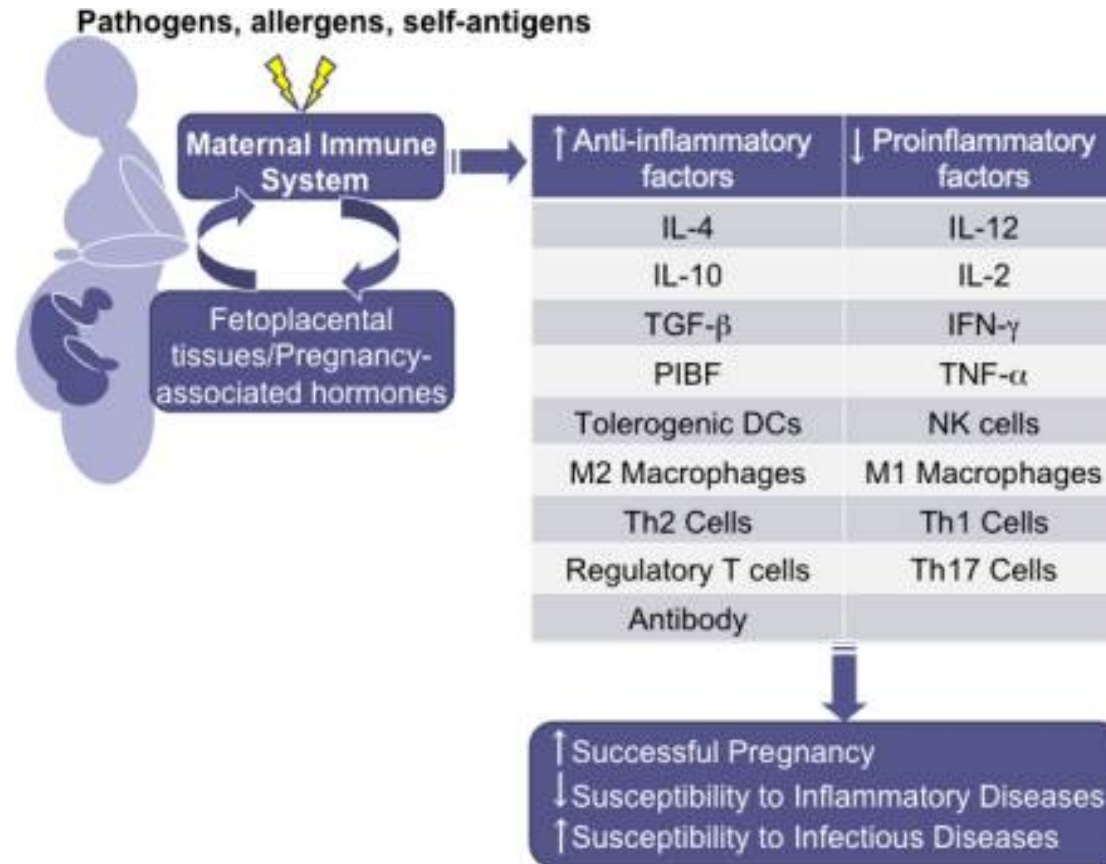 Pathogens, allergens, self-antigens
Maternal Immune
System
Fetoplacental
tissues/Pregnancy-
associated hormones
↑ Anti-inflammatory
factors
↓ Proinflammatory
factors
IL-4
IL-12
IL-10
IL-2
TGF-β
IFN-γ
PIBF
TNF-α
Tolerogenic DCs
NK cells
M2 Macrophages
M1 Macrophages
Th2 Cells
Th1 Cells
Regulatory T cells
Th17 Cells
Antibody
↑Successful Pregnancy
↓Susceptibility to Inflammatory Diseases
↑Susceptibility to Infectious Diseases